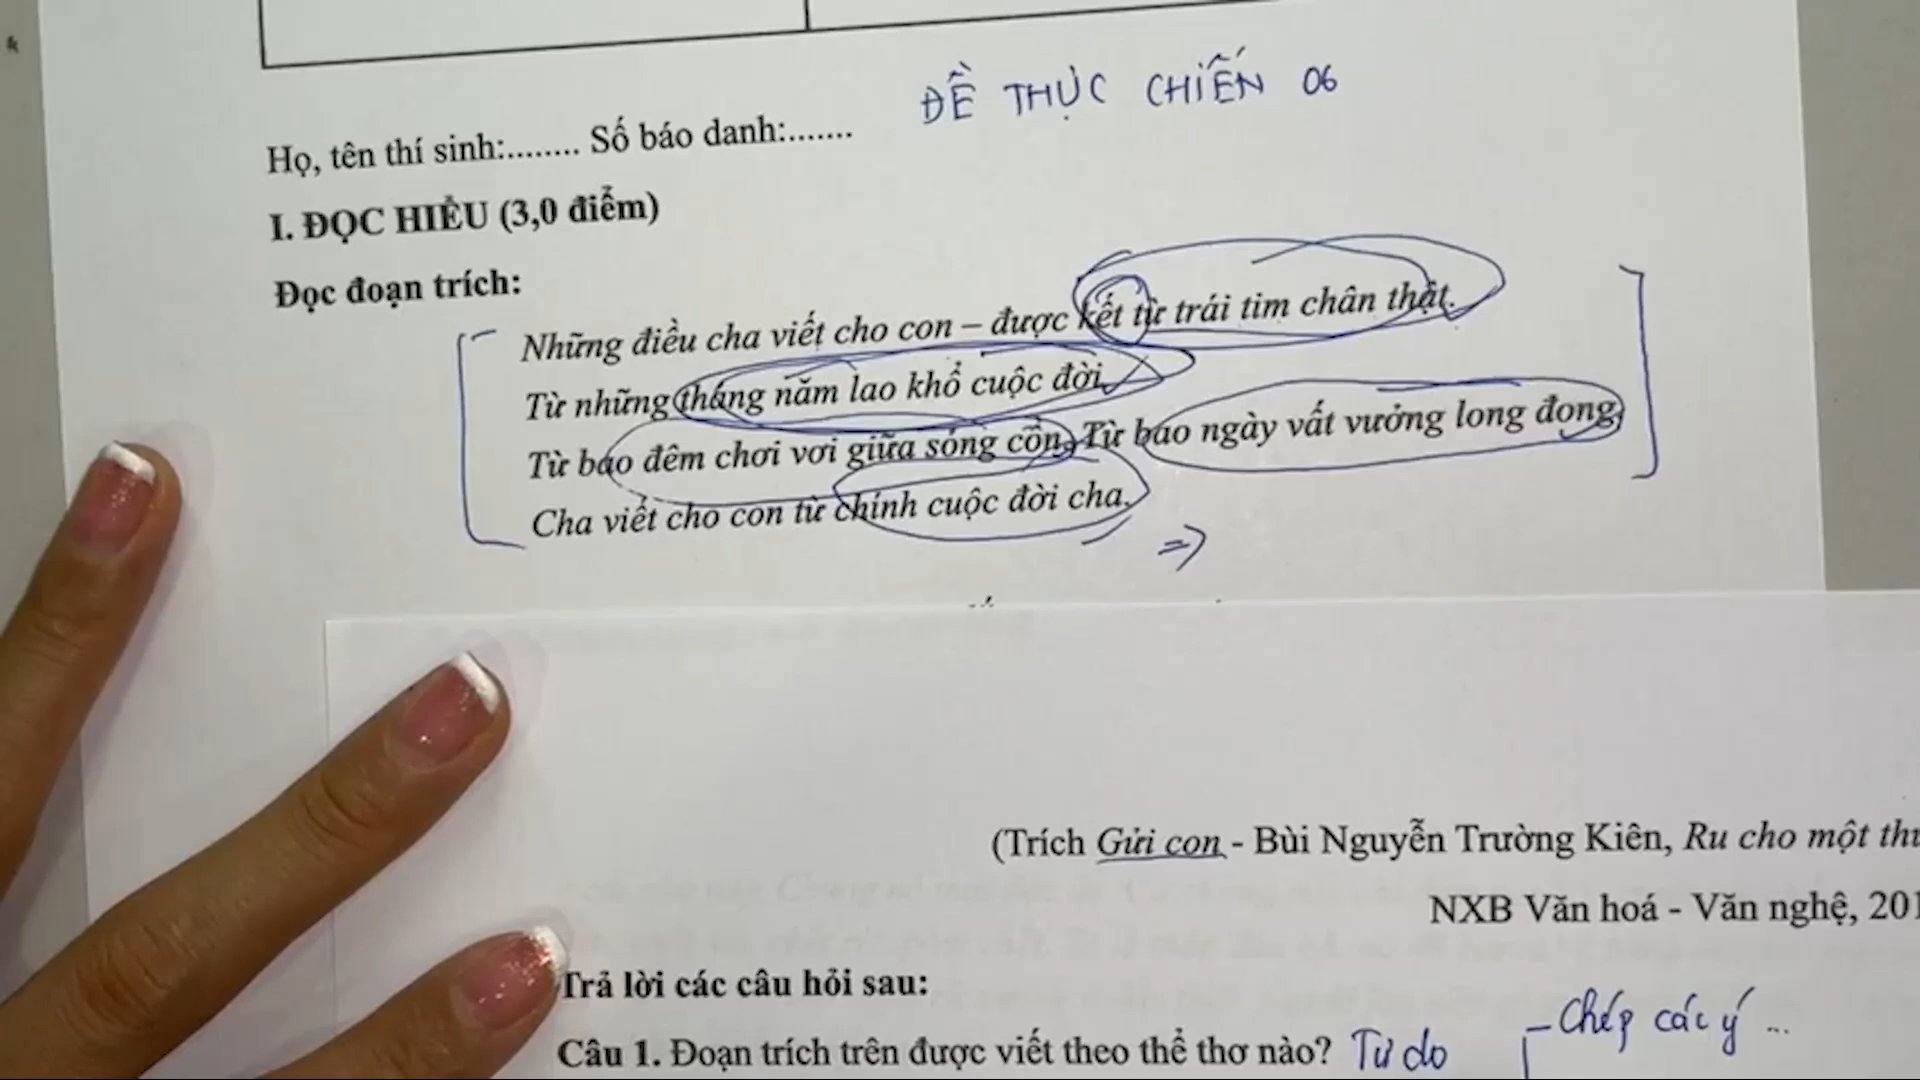 ĐỀ THỰC CHIẾN 06
Họ, tên thí sinh:........ Số báo danh:.......
I. ĐỌC HIỂU (3,0 điểm)
Đọc đoạn trích:
Những điều cha viết cho con – được kết từ trái tim chân thật.
Từ những tháng năm lao khổ cuộc đời,
Từ bao đêm chơi vơi giữa sóng cồn, Từ bao ngày vất vưởng long đong,
Cha viết cho con từ chính cuộc đời cha.
=>
(Trích Gửi con - Bùi Nguyễn Trường Kiên, Ru cho một
NXB Văn hoá - Văn nghệ, 201
Trả lời các câu hỏi sau:
- Chép các ý ...
Câu 1. Đoạn trích trên được viết theo thể thơ nào? Tự do